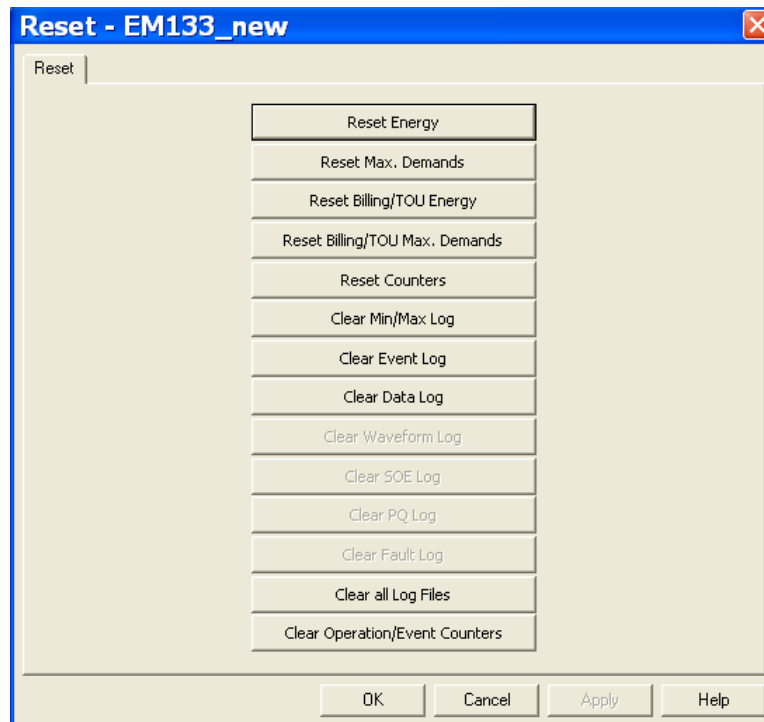 Reset - EM133_new
Reset
Reset Energy
Reset Max. Demands
Reset Billing/TOU Energy
Reset Billing/TOU Max. Demands
Reset Counters
Clear Min/Max Log
Clear Event Log
Clear Data Log
Clear Waveform Log
Clear SOE Log
Clear PQ Log
Clear Fault Log
Clear all Log Files
Clear Operation/Event Counters
OK Cancel Apply Help